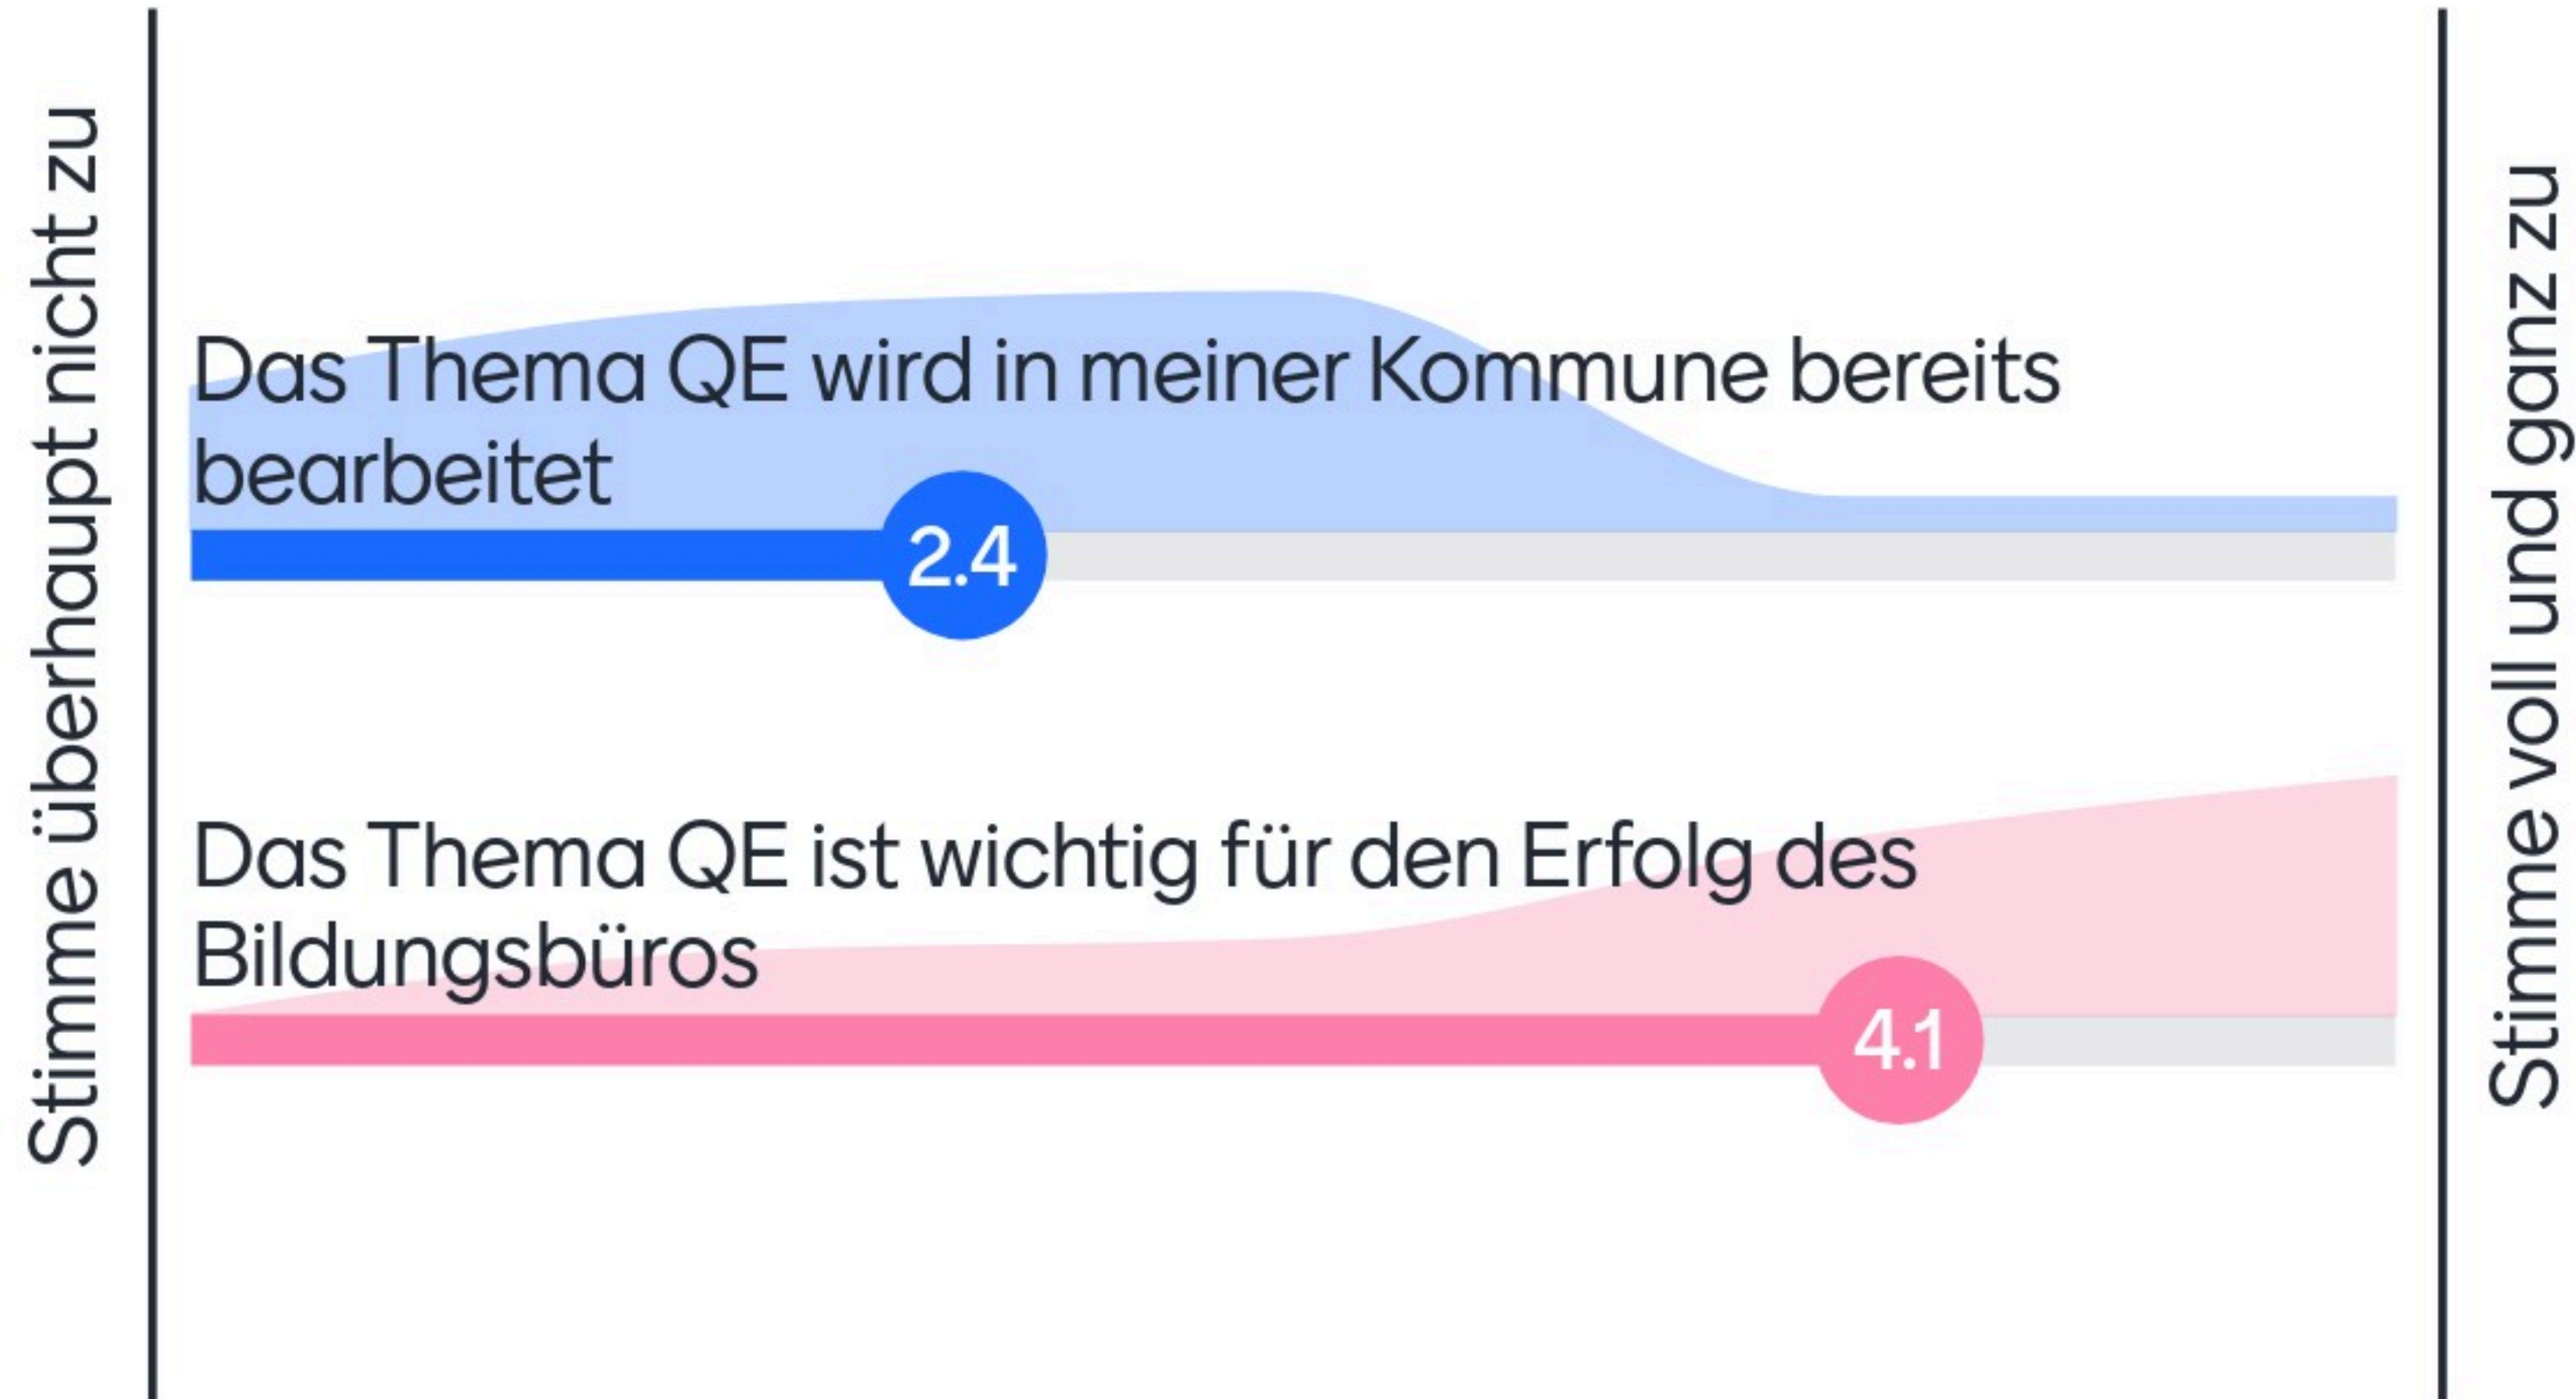 Stimme überhaupt nicht zu
Das Thema QE wird in meiner Kommune bereits
bearbeitet
2.4
Das Thema QE ist wichtig für den Erfolg des
Bildungsbüros
4.1
Stimme voll und ganz zu